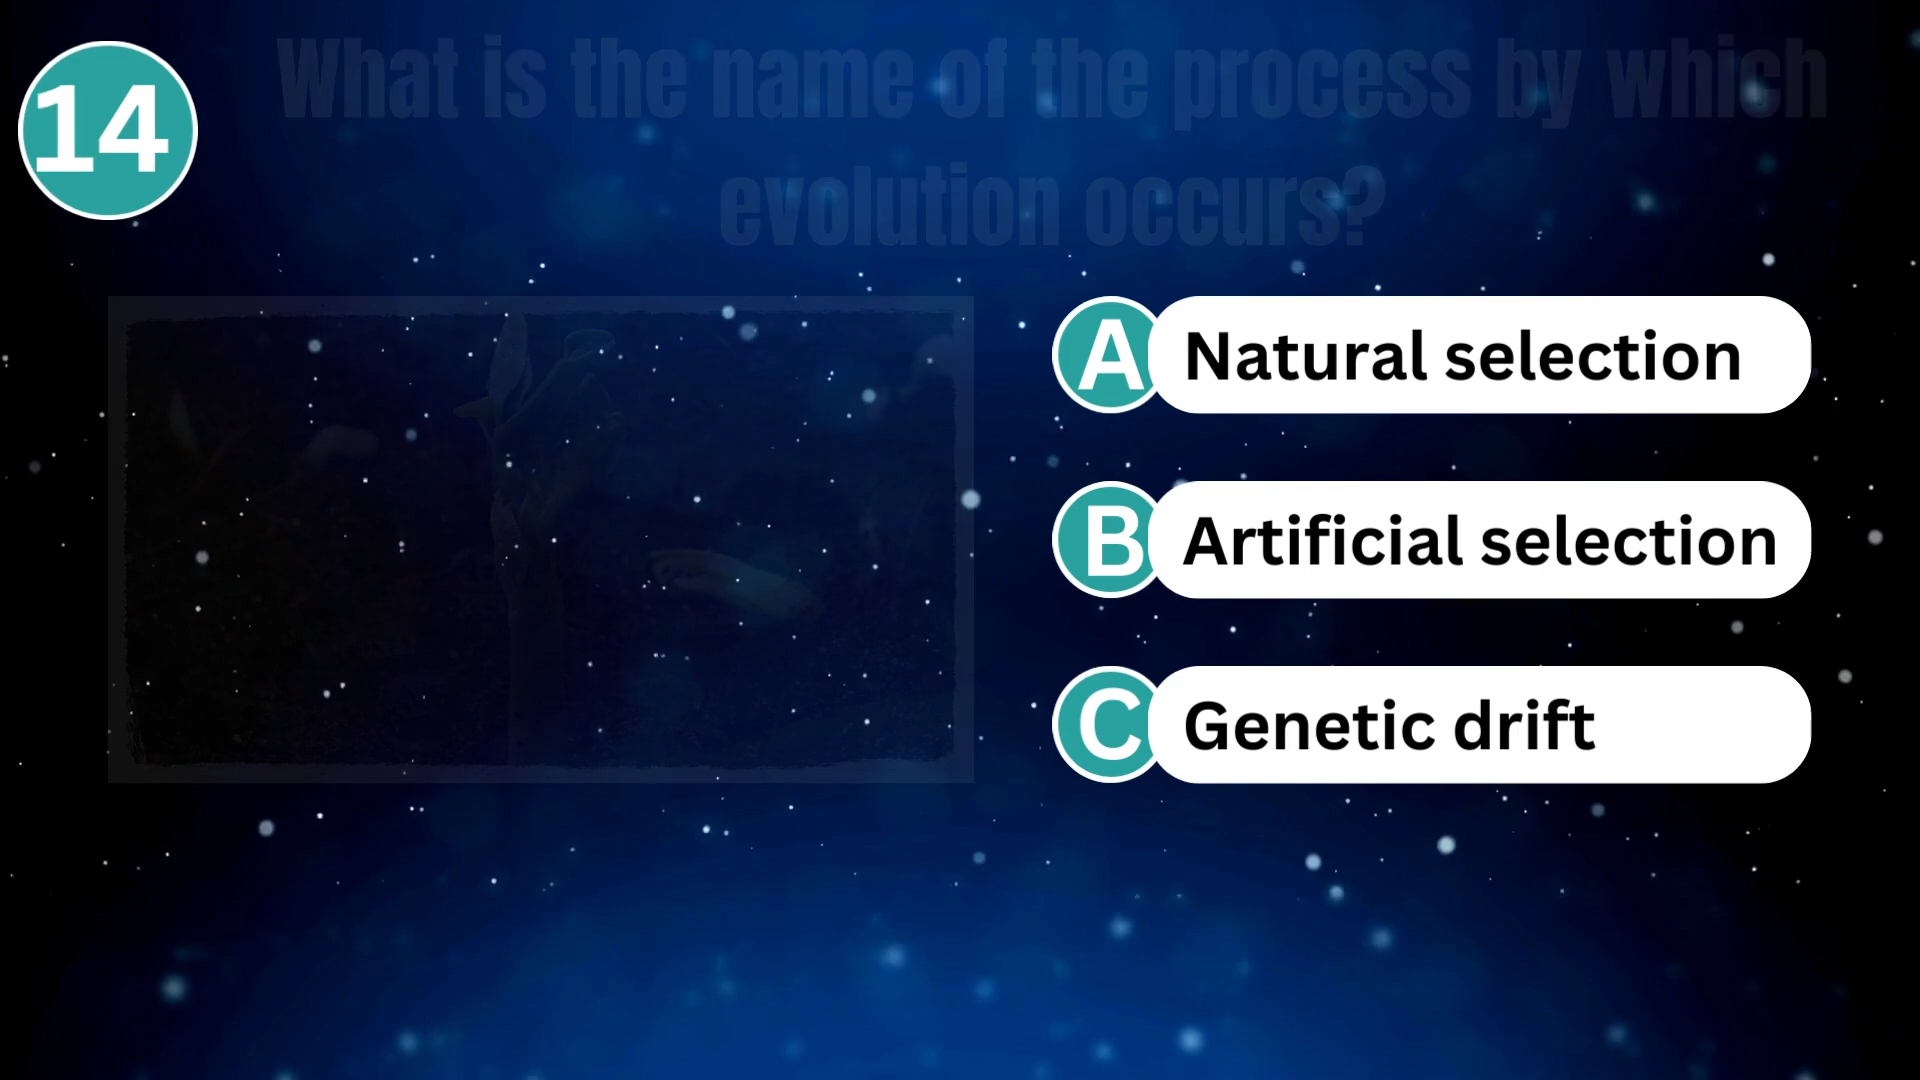 14
What is the name of the process by which
evolution occurs?
A Natural selection
B Artificial selection
C Genetic drift